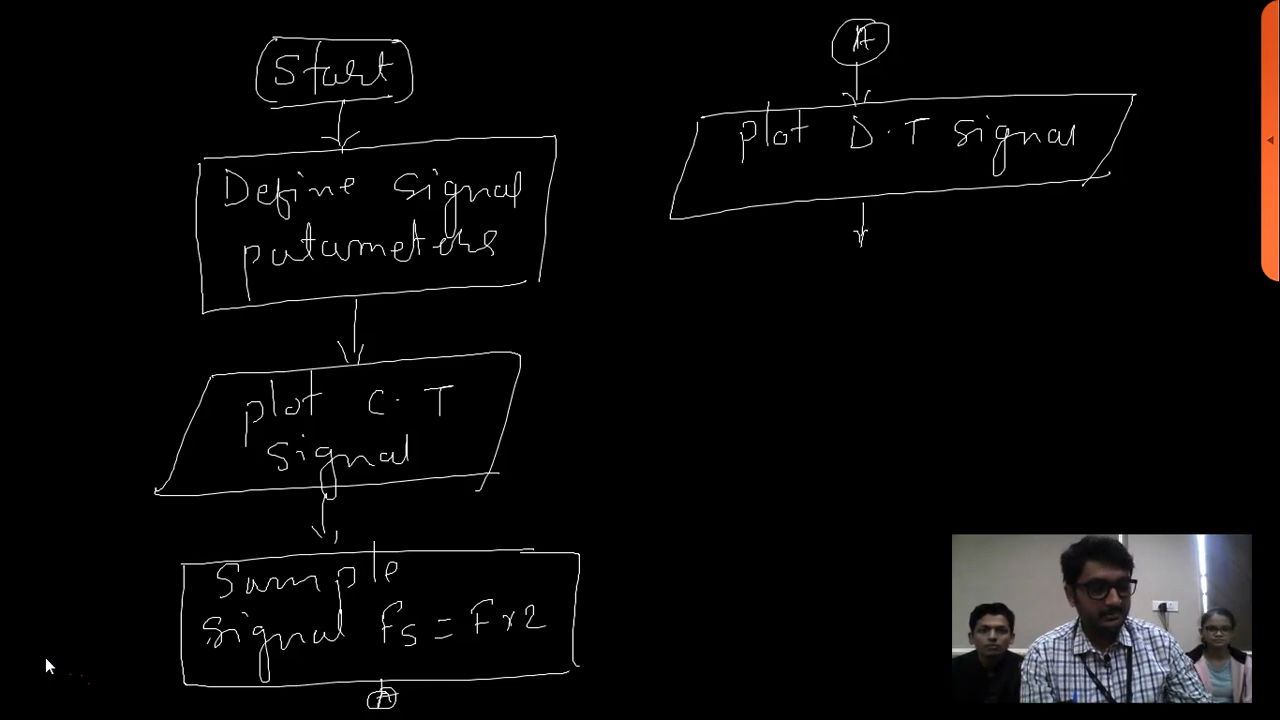 Start
Define signal
parameters
plot C.T
signal
Sample
signal Fs = F x 2
A
A
plot D.T signal